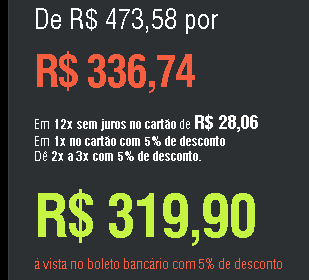 De R$ 473,58 por
R$ 336,74
Em 12x sem juros no cartão de R$ 28,06
Em 1x no cartão com 5% de desconto
Dê 2x a 3x com 5% de desconto.
R$ 319,90
à vista no boleto bancário com 5% de desconto